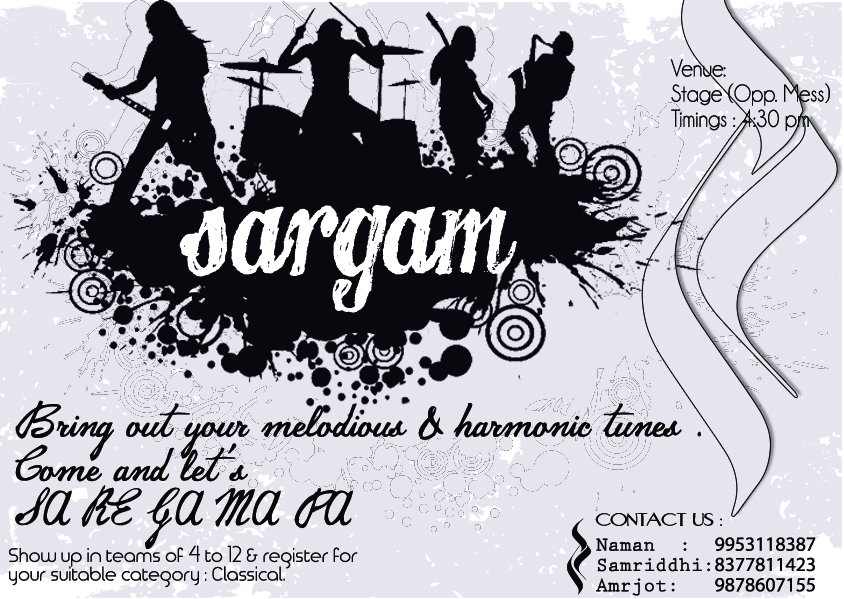 Venue:
Stage (Opp. Mess)
Timings : 4:30 pm
sargam
Bring out your melodious & harmonic tunes .
Come and let's
SA RE GA MA PA
Show up in teams of 4 to 12 & register for
your suitable category : Classical.
CONTACT US :
Naman : 9953118387
Samriddhi:8377811423
Amrjot: 9878607155